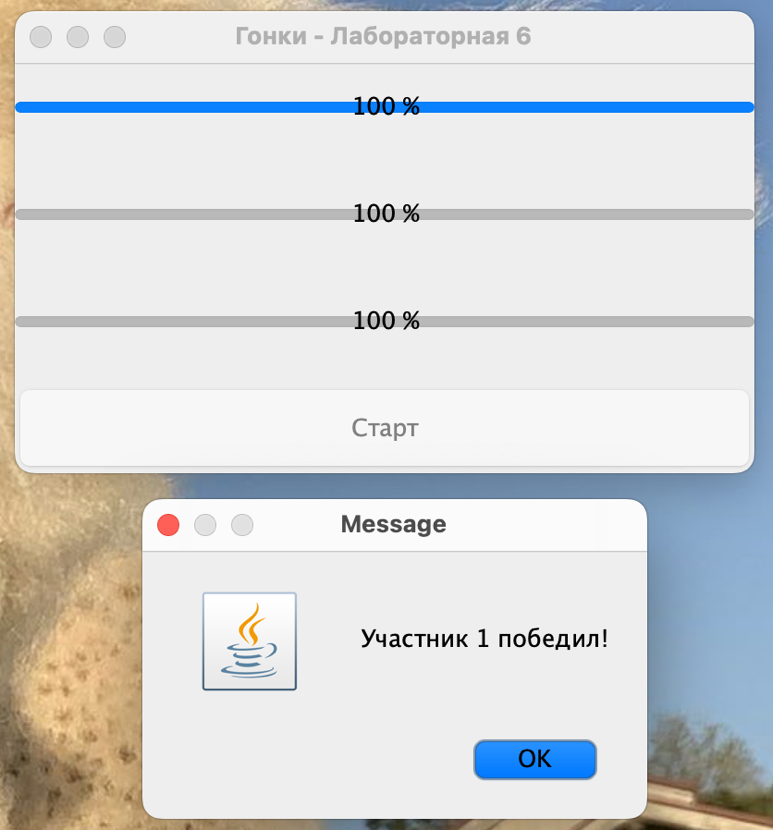 Гонки - Лабораторная 6
100 %
100 %
100 %
Старт
Message
Участник 1 победил!
OK